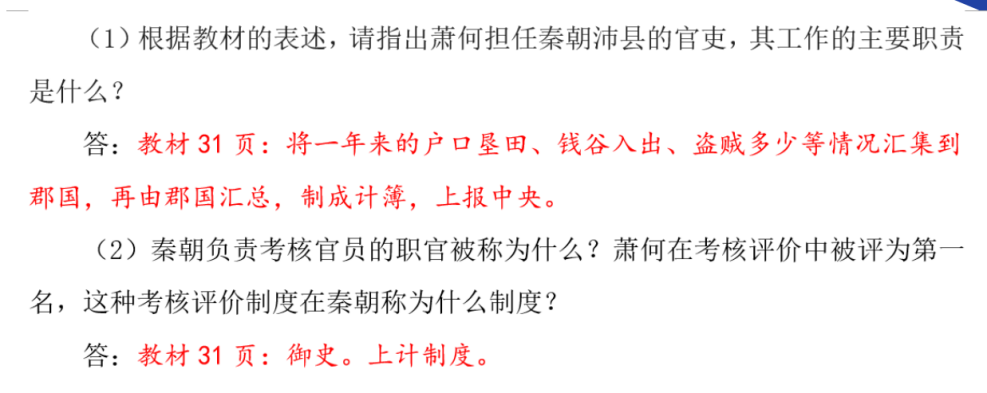 （1）根据教材的表述，请指出萧何担任秦朝沛县的官吏，其工作的主要职责
是什么？
答：教材 31 页：将一年来的户口垦田、钱谷入出、盗贼多少等情况汇集到
郡国，再由郡国汇总，制成计簿，上报中央。
（2）秦朝负责考核官员的职官被称为什么？萧何在考核评价中被评为第一
名，这种考核评价制度在秦朝称为什么制度？
答：教材 31 页：御史。上计制度。